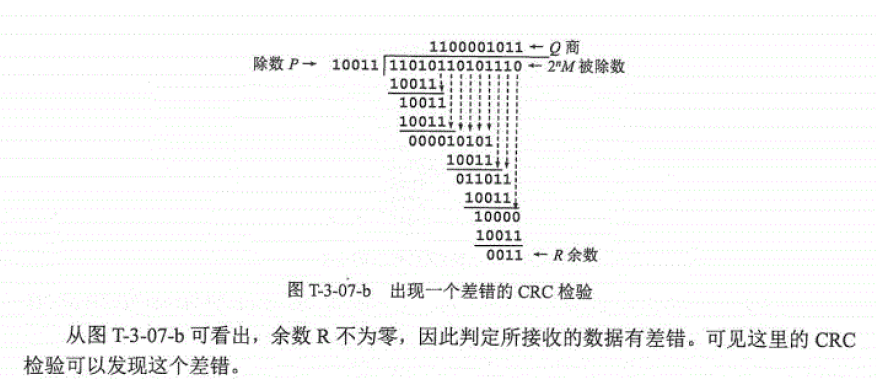 1100001011 ← Q 商
除数 P → 10011 11010110101110 ← 2ⁿM 被除数
10011
10011
10011
000010101
10011
011011
10011
10000
10011
0011 ← R 余数
图 T-3-07-b 出现一个差错的 CRC 检验
从图 T-3-07-b 可看出，余数 R 不为零，因此判定所接收的数据有差错。可见这里的 CRC
检验可以发现这个差错。